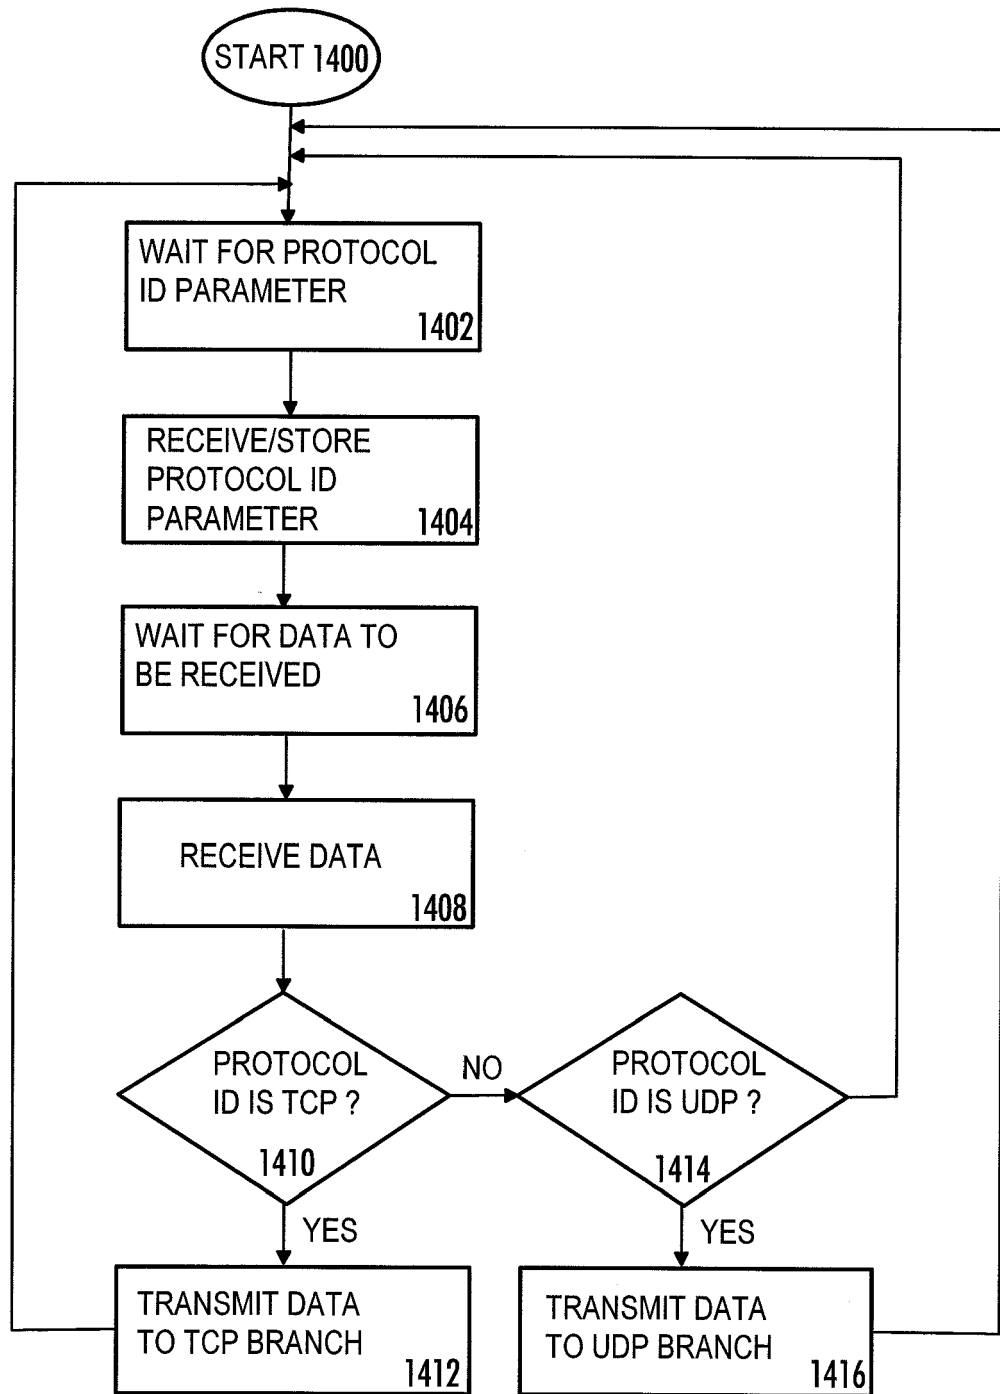 START 1400
WAIT FOR PROTOCOL
ID PARAMETER
1402
RECEIVE/STORE
PROTOCOL ID
PARAMETER
1404
WAIT FOR DATA TO
BE RECEIVED
1406
RECEIVE DATA
1408
PROTOCOL
ID IS TCP ?
1410
NO
PROTOCOL
ID IS UDP ?
1414
YES
YES
TRANSMIT DATA
TO TCP BRANCH
1412
TRANSMIT DATA
TO UDP BRANCH
1416